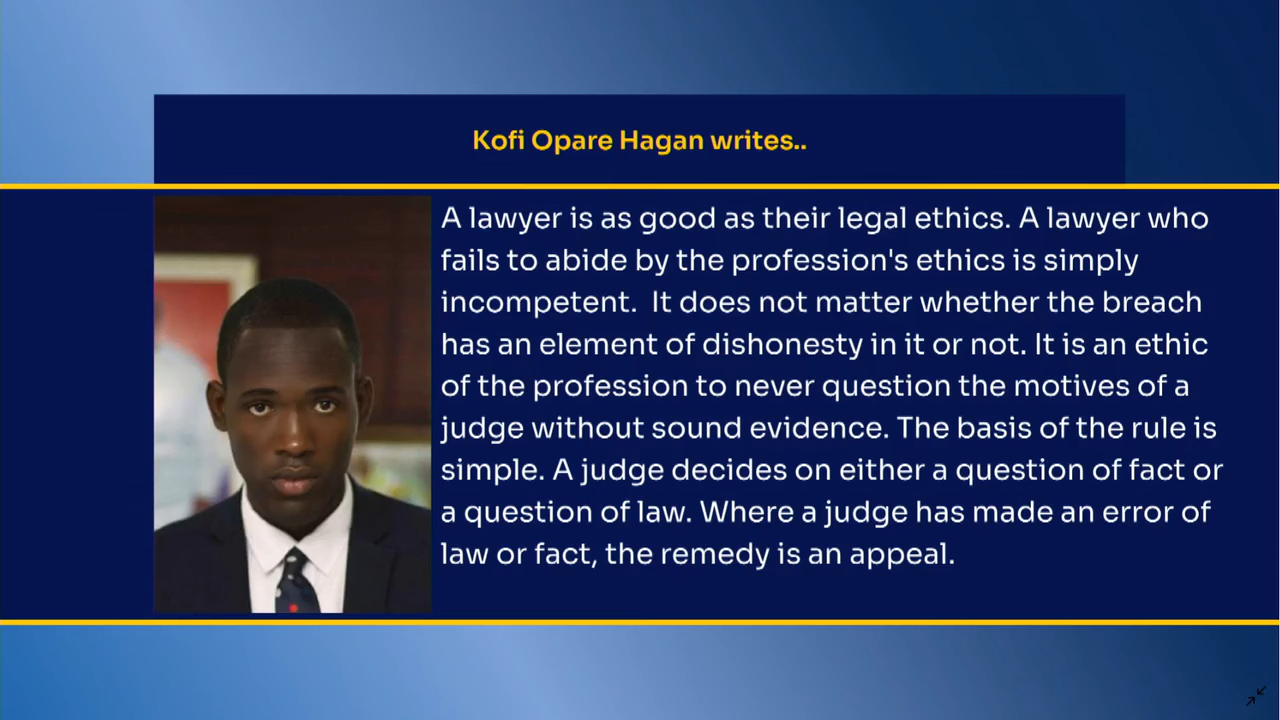 Kofi Opare Hagan writes..
A lawyer is as good as their legal ethics. A lawyer who
fails to abide by the profession's ethics is simply
incompetent.  It does not matter whether the breach
has an element of dishonesty in it or not. It is an ethic
of the profession to never question the motives of a
judge without sound evidence. The basis of the rule is
simple. A judge decides on either a question of fact or
a question of law. Where a judge has made an error of
law or fact, the remedy is an appeal.